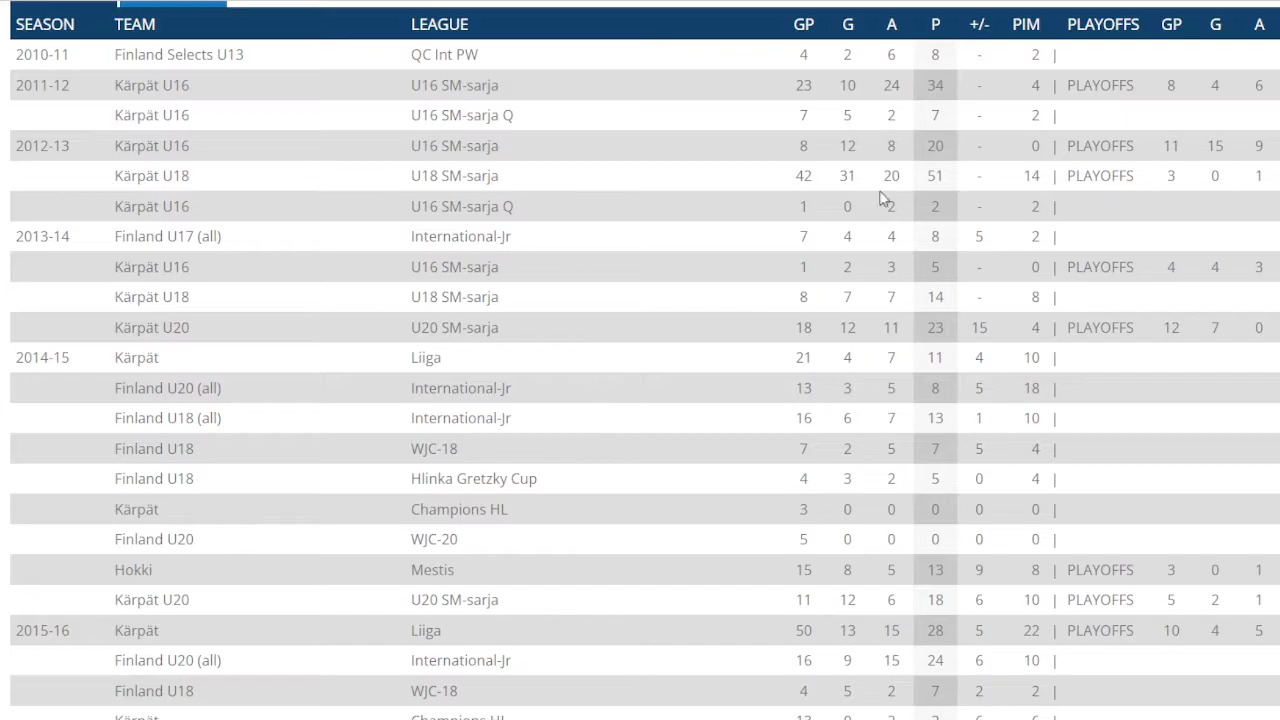 SEASON TEAM LEAGUE GP G A P +/- PIM PLAYOFFS GP G A
2010-11 Finland Selects U13 QC Int PW 4 2 6 8 - 2 |
2011-12 Kärpät U16 U16 SM-sarja 23 10 24 34 - 4 | PLAYOFFS 8 4 6
Kärpät U16 U16 SM-sarja Q 7 5 2 7 - 2 |
2012-13 Kärpät U16 U16 SM-sarja 8 12 8 20 - 0 | PLAYOFFS 11 15 9
Kärpät U18 U18 SM-sarja 42 31 20 51 - 14 | PLAYOFFS 3 0 1
Kärpät U16 U16 SM-sarja Q 1 0 2 2 - 2 |
2013-14 Finland U17 (all) International-Jr 7 4 4 8 5 2 |
Kärpät U16 U16 SM-sarja 1 2 3 5 - 0 | PLAYOFFS 4 4 3
Kärpät U18 U18 SM-sarja 8 7 7 14 - 8 |
Kärpät U20 U20 SM-sarja 18 12 11 23 15 4 | PLAYOFFS 12 7 0
2014-15 Kärpät Liiga 21 4 7 11 4 10 |
Finland U20 (all) International-Jr 13 3 5 8 5 18 |
Finland U18 (all) International-Jr 16 6 7 13 1 10 |
Finland U18 WJC-18 7 2 5 7 5 4 |
Finland U18 Hlinka Gretzky Cup 4 3 2 5 0 4 |
Kärpät Champions HL 3 0 0 0 0 0 |
Finland U20 WJC-20 5 0 0 0 0 0 |
Hokki Mestis 15 8 5 13 9 8 | PLAYOFFS 3 0 1
Kärpät U20 U20 SM-sarja 11 12 6 18 6 10 | PLAYOFFS 5 2 1
2015-16 Kärpät Liiga 50 13 15 28 5 22 | PLAYOFFS 10 4 5
Finland U20 (all) International-Jr 16 9 15 24 6 10 |
Finland U18 WJC-18 4 5 2 7 2 2 |
Kärpät Champions HL